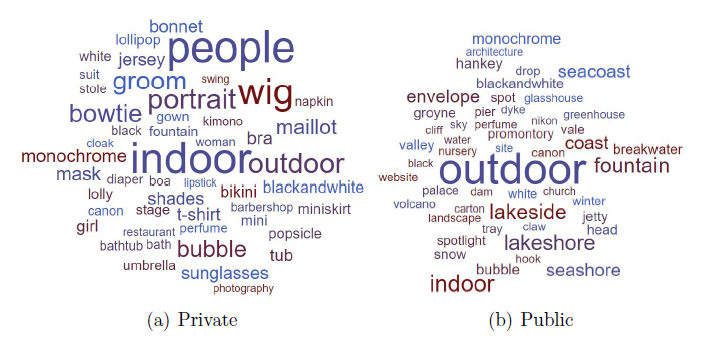 bonnet
lollipop people
white jersey
suit groom swing wig
stole portrait napkin
bowtie gown kimono
black fountain bra maillot
cloak woman
monochrome indoor outdoor
mask diaper boa lipstick bikini blackandwhite
lolly shades
canon stage t-shirt barbershop miniskirt
girl perfume mini
restaurant popsicle
bathtub bath bubble tub
umbrella sunglasses
photography
(a) Private
monochrome
architecture
hankey drop seacoast
blackandwhite
envelope spot glasshouse
groyne pier dyke greenhouse
sky perfume nikon
cliff promontory vale
water coast breakwater
valley nursery site canon
black outdoor fountain
website
palace dam white church
volcano carton lakeside winter
landscape jetty
tray claw head
spotlight lakeshore
snow hook
bubble seashore
indoor
(b) Public